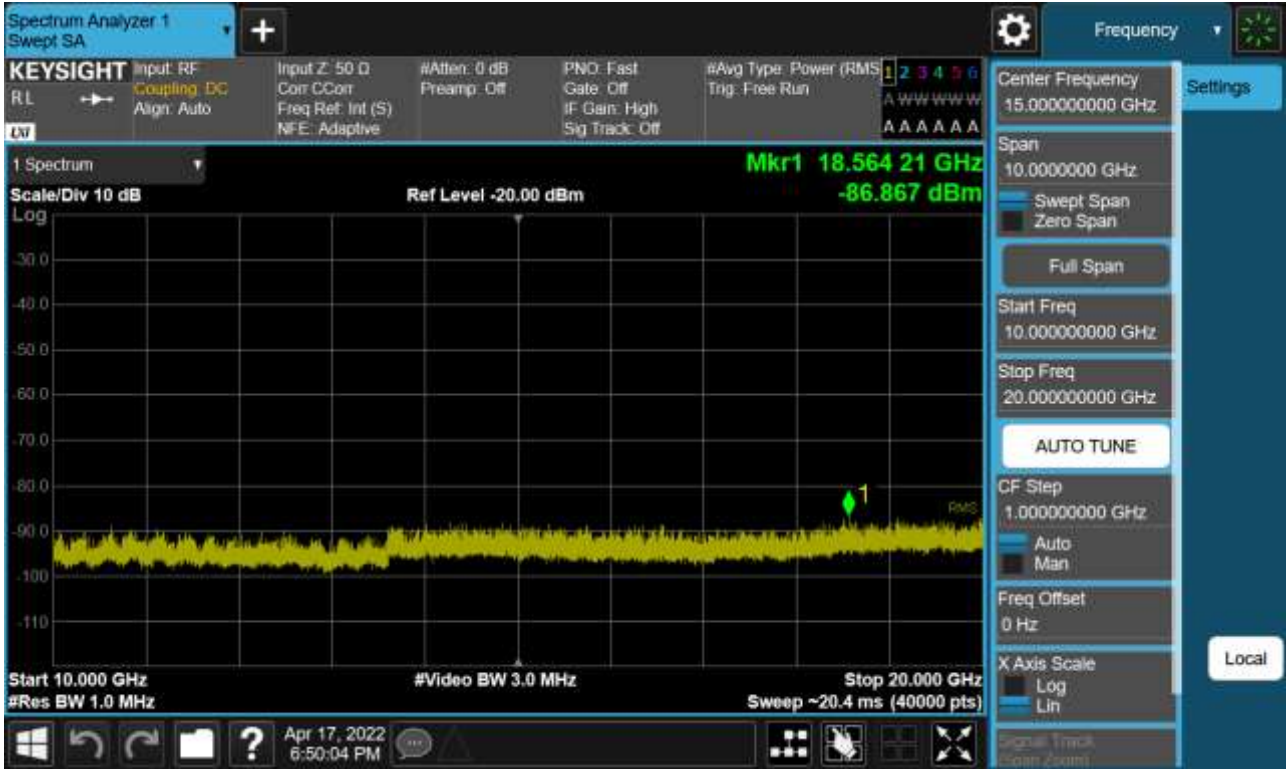 Spectrum Analyzer 1
Swept SA
Frequency
KEYSIGHT
Input: RF
Coupling: DC
Align: Auto
Input Z: 50 Ω
Corr CCorr
Freq Ref: Int (S)
NFE: Adaptive
#Atten: 0 dB
Preamp: Off
PNO: Fast
Gate: Off
IF Gain: High
Sig Track: Off
#Avg Type: Power (RMS
Trig: Free Run
1 2 3 4 5 6
A W W W W W
A A A A A A
RL
LXI
1 Spectrum
Mkr1 18.564 21 GHz
-86.867 dBm
Scale/Div 10 dB
Ref Level -20.00 dBm
Log
-30.0
-40.0
-50.0
-60.0
-70.0
-80.0
-90.0
-100
-110
1
RMS
Start 10.000 GHz
#Video BW 3.0 MHz
Stop 20.000 GHz
#Res BW 1.0 MHz
Sweep ~20.4 ms (40000 pts)
Center Frequency
15.000000000 GHz
Settings
Span
10.0000000 GHz
Swept Span
Zero Span
Full Span
Start Freq
10.000000000 GHz
Stop Freq
20.000000000 GHz
AUTO TUNE
CF Step
1.000000000 GHz
Auto
Man
Freq Offset
0 Hz
X Axis Scale
Log
Lin
Signal Track
(Span Zoom)
Local
?
Apr 17, 2022
6:50:04 PM